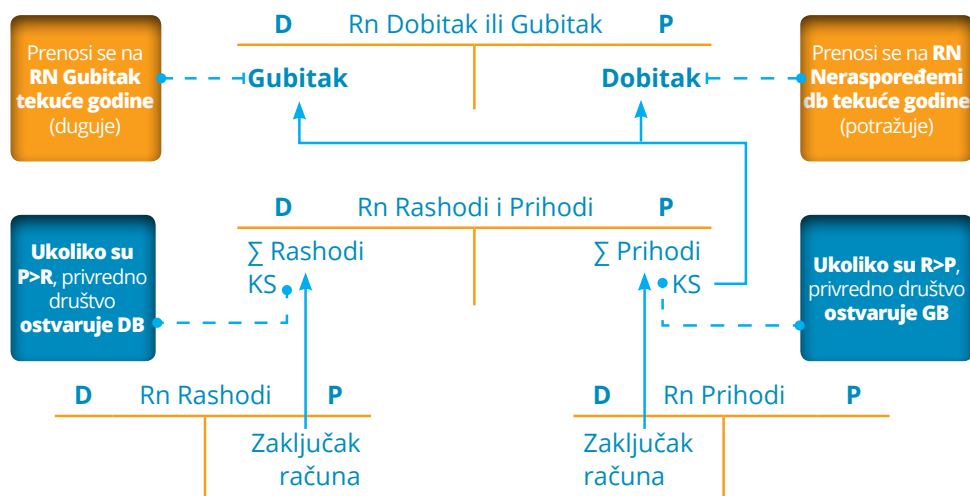 D Rn Dobitak ili Gubitak P
Prenosi se na
RN Gubitak
tekuće godine
(duguje)
Gubitak
Dobitak
Prenosi se na RN
Neraspoređemi
db tekuće godine
(potražuje)
D Rn Rashodi i Prihodi P
∑ Rashodi
KS
∑ Prihodi
KS
Ukoliko su
P>R, privredno
društvo
ostvaruje DB
Ukoliko su R>P,
privredno društvo
ostvaruje GB
D Rn Rashodi P
Zaključak
računa
D Rn Prihodi P
Zaključak
računa